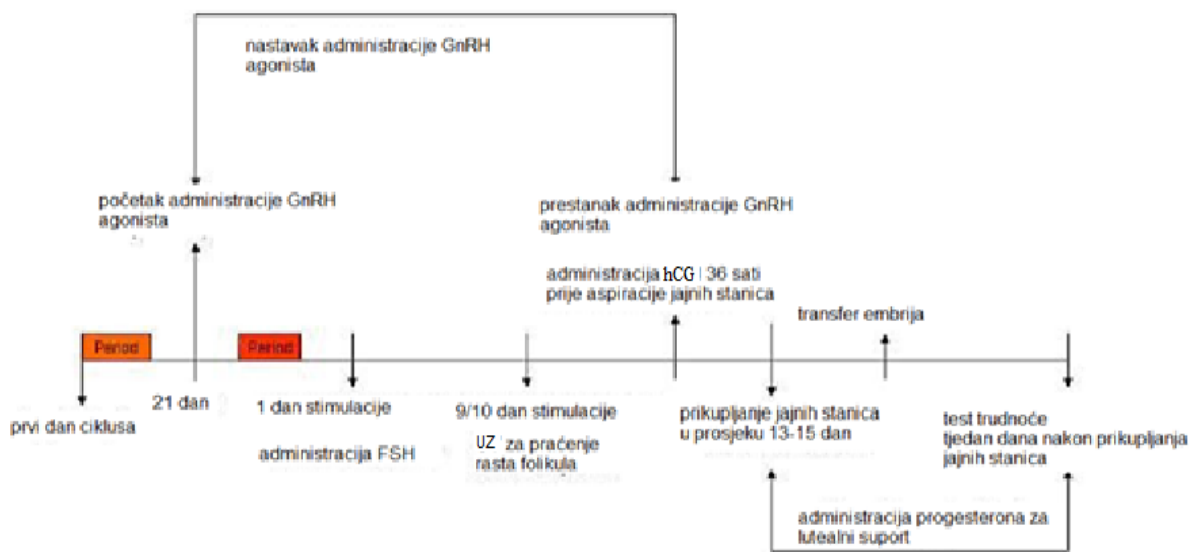 nastavak administracije GnRH
agonista
početak administracije GnRH
agonista
prestanak administracije GnRH
agonista
administracija hCG 36 sati
prije aspiracije jajnih stanica
transfer embrija
Period
Period
prvi dan ciklusa
21 dan
1 dan stimulacije
administracija FSH
9/10 dan stimulacije
UZ za praćenje
rasta folikula
prikupljanje jajnih stanica
u prosjeku 13-15 dan
test trudnoće
tjedan dana nakon prikupljanja
jajnih stanica
administracija progesterona za
lutealni suport